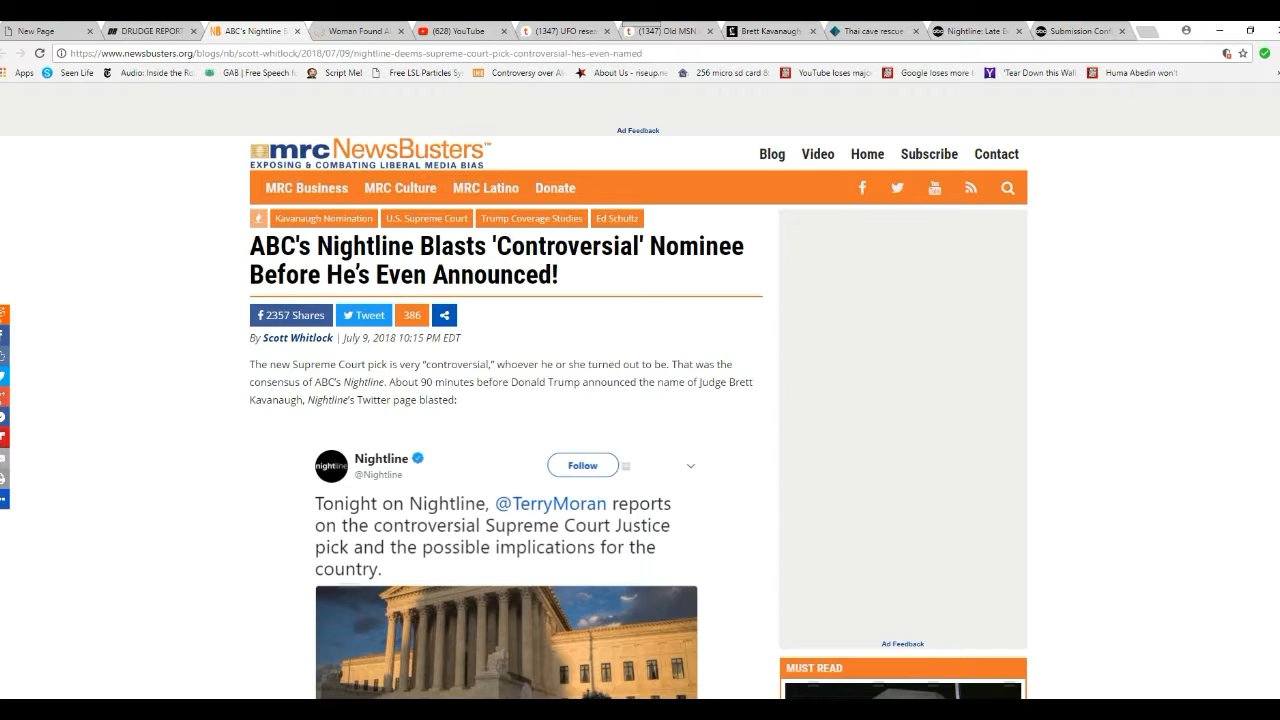 New Page
DRUDGE REPORT
ABC's Nightline B
Woman Found Al
(628) YouTube
(1347) UFO resea
(1347) Old MSN
Brett Kavanaugh
Thai cave rescue
Nightline: Late E
Submission Conf
https://www.newsbusters.org/blogs/nb/scott-whitlock/2018/07/09/nightline-deems-supreme-court-pick-controversial-hes-even-named
Apps
Seen Life
Audio: Inside the Ro
GAB | Free Speech fo
Script Me!
Free LSL Particles Sy
Controversy over Al
About Us - riseup.ne
256 micro sd card &
YouTube loses majo
Google loses more t
'Tear Down this Wall
Huma Abedin won't
Ad Feedback
mrc NewsBusters™
EXPOSING & COMBATING LIBERAL MEDIA BIAS
Blog Video Home Subscribe Contact
MRC Business MRC Culture MRC Latino Donate
Kavanaugh Nomination U.S. Supreme Court Trump Coverage Studies Ed Schultz
ABC's Nightline Blasts 'Controversial' Nominee
Before He's Even Announced!
2357 Shares Tweet 386
By Scott Whitlock | July 9, 2018 10:15 PM EDT
The new Supreme Court pick is very “controversial,” whoever he or she turned out to be. That was the
consensus of ABC's Nightline. About 90 minutes before Donald Trump announced the name of Judge Brett
Kavanaugh, Nightline's Twitter page blasted:
nightline
Nightline
@Nightline
Follow
Tonight on Nightline, @TerryMoran reports
on the controversial Supreme Court Justice
pick and the possible implications for the
country.
Ad Feedback
MUST READ